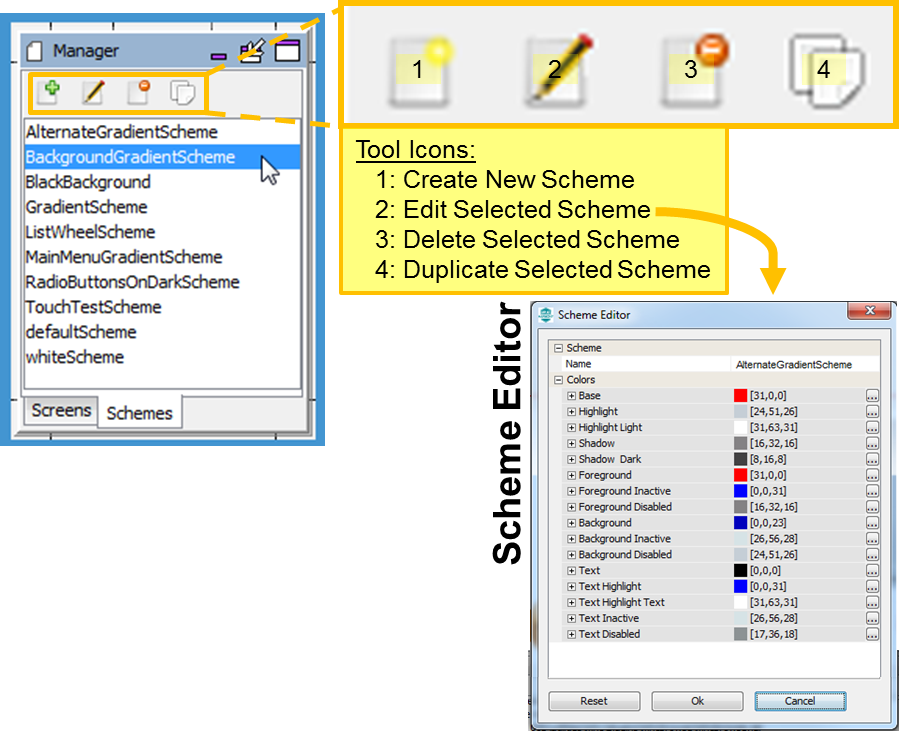 Manager
AlternateGradientScheme
BackgroundGradientScheme
BlackBackground
GradientScheme
ListWheelScheme
MainMenuGradientScheme
RadioButtonsOnDarkScheme
TouchTestScheme
defaultScheme
whiteScheme
Screens Schemes
1 2 3 4
Tool Icons:
1: Create New Scheme
2: Edit Selected Scheme
3: Delete Selected Scheme
4: Duplicate Selected Scheme
Scheme Editor
Scheme Editor
Scheme
Name AlternateGradientScheme
Colors
Base [31,0,0] ...
Highlight [24,51,26] ...
Highlight Light [31,63,31] ...
Shadow [16,32,16] ...
Shadow Dark [8,16,8] ...
Foreground [31,0,0] ...
Foreground Inactive [0,0,31] ...
Foreground Disabled [16,32,16] ...
Background [0,0,23] ...
Background Inactive [26,56,28] ...
Background Disabled [24,51,26] ...
Text [0,0,0] ...
Text Highlight [0,0,31] ...
Text Highlight Text [31,63,31] ...
Text Inactive [26,56,28] ...
Text Disabled [17,36,18] ...
Reset Ok Cancel